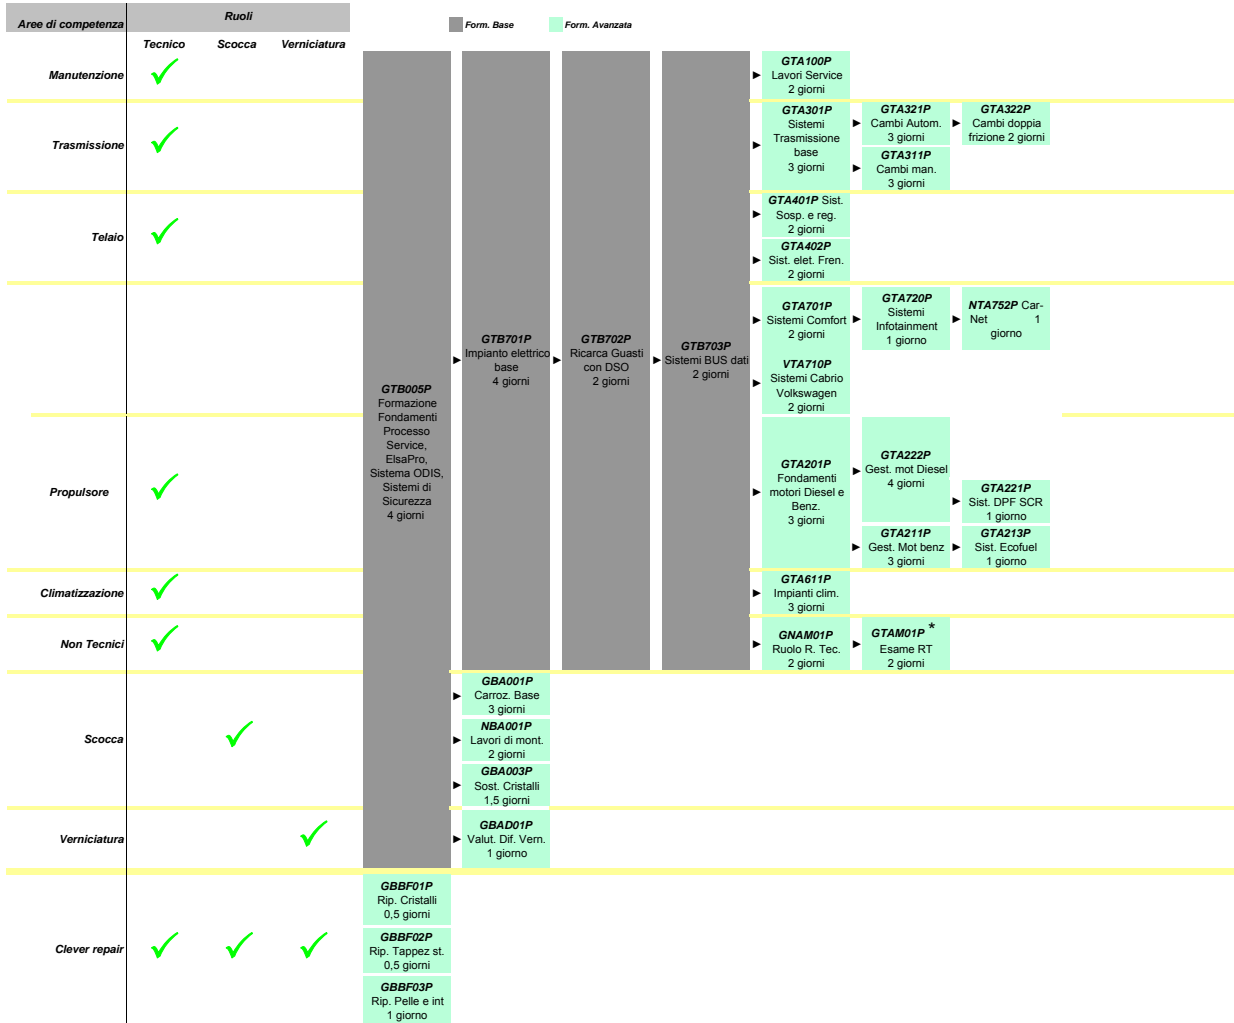 Aree di competenza
Ruoli
Form. Base
Form. Avanzata
Tecnico
Scocca
Verniciatura
Manutenzione
GTA100P
Lavori Service
2 giorni
Trasmissione
GTA301P
Sistemi
Trasmissione
base
3 giorni
GTA321P
Cambi Autom.
3 giorni
GTA322P
Cambi doppia
frizione 2 giorni
GTA311P
Cambi man.
3 giorni
Telaio
GTA401P Sist.
Sosp. e reg.
2 giorni
GTA402P
Sist. elet. Fren.
2 giorni
GTB005P
Formazione
Fondamenti
Processo
Service,
ElsaPro,
Sistema ODIS,
Sistemi di
Sicurezza
4 giorni
GTB701P
Impianto elettrico
base
4 giorni
GTB702P
Ricarca Guasti
con DSO
2 giorni
GTB703P
Sistemi BUS dati
2 giorni
GTA701P
Sistemi Comfort
2 giorni
GTA720P
Sistemi
Infotainment
1 giorno
NTA752P Car-
Net 1
giorno
VTA710P
Sistemi Cabrio
Volkswagen
2 giorni
Propulsore
GTA201P
Fondamenti
motori Diesel e
Benz.
3 giorni
GTA222P
Gest. mot Diesel
4 giorni
GTA221P
Sist. DPF SCR
1 giorno
GTA211P
Gest. Mot benz
3 giorni
GTA213P
Sist. Ecofuel
1 giorno
Climatizzazione
GTA611P
Impianti clim.
3 giorni
Non Tecnici
GNAM01P
Ruolo R. Tec.
2 giorni
GTAM01P *
Esame RT
2 giorni
Scocca
GBA001P
Carroz. Base
3 giorni
NBA001P
Lavori di mont.
2 giorni
GBA003P
Sost. Cristalli
1,5 giorni
Verniciatura
GBAD01P
Valut. Dif. Vern.
1 giorno
Clever repair
GBBF01P
Rip. Cristalli
0,5 giorni
GBBF02P
Rip. Tappez st.
0,5 giorni
GBBF03P
Rip. Pelle e int
1 giorno